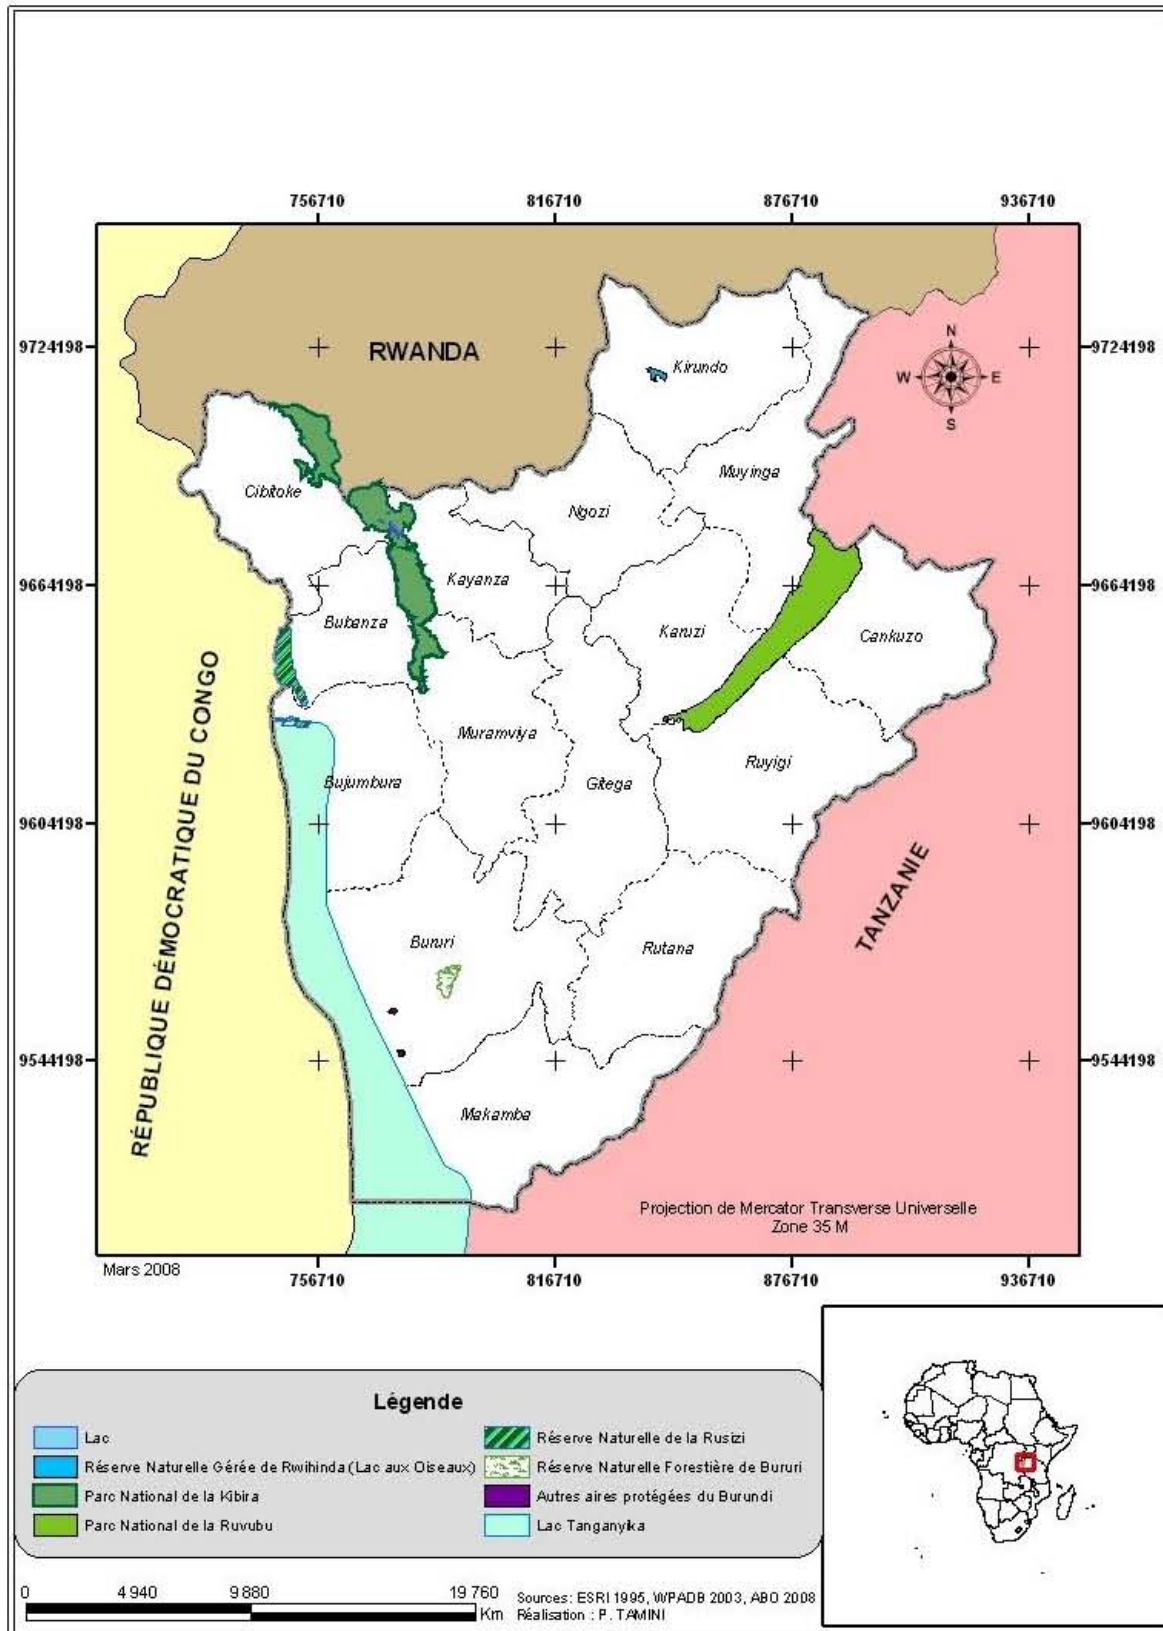 756710 816710 876710 936710
9724198 9724198
RWANDA
Kirundo
N
W E
S
Muyinga
Cibitoke
Ngozi
9664198 9664198
Kayanza
Bubanza
Karuzi
Cankuzo
RÉPUBLIQUE DÉMOCRATIQUE DU CONGO
Muramviya
Ruyigi
Bujumbura
Gitega
9604198 9604198
TANZANIE
Bururi
Rutana
9544198 9544198
Makamba
Projection de Mercator Transverse Universelle
Zone 35 M
Mars 2008
756710 816710 876710 936710
Légende
Lac
Réserve Naturelle Gérée de Rwihinda (Lac aux Oiseaux)
Parc National de la Kibira
Parc National de la Ruvubu
Réserve Naturelle de la Rusizi
Réserve Naturelle Forestière de Bururi
Autres aires protégées du Burundi
Lac Tanganyika
0 4 940 9 880 19 760
Km
Sources: ESRI 1995, WPADB 2003, ABO 2008
Réalisation : P. TAMINI